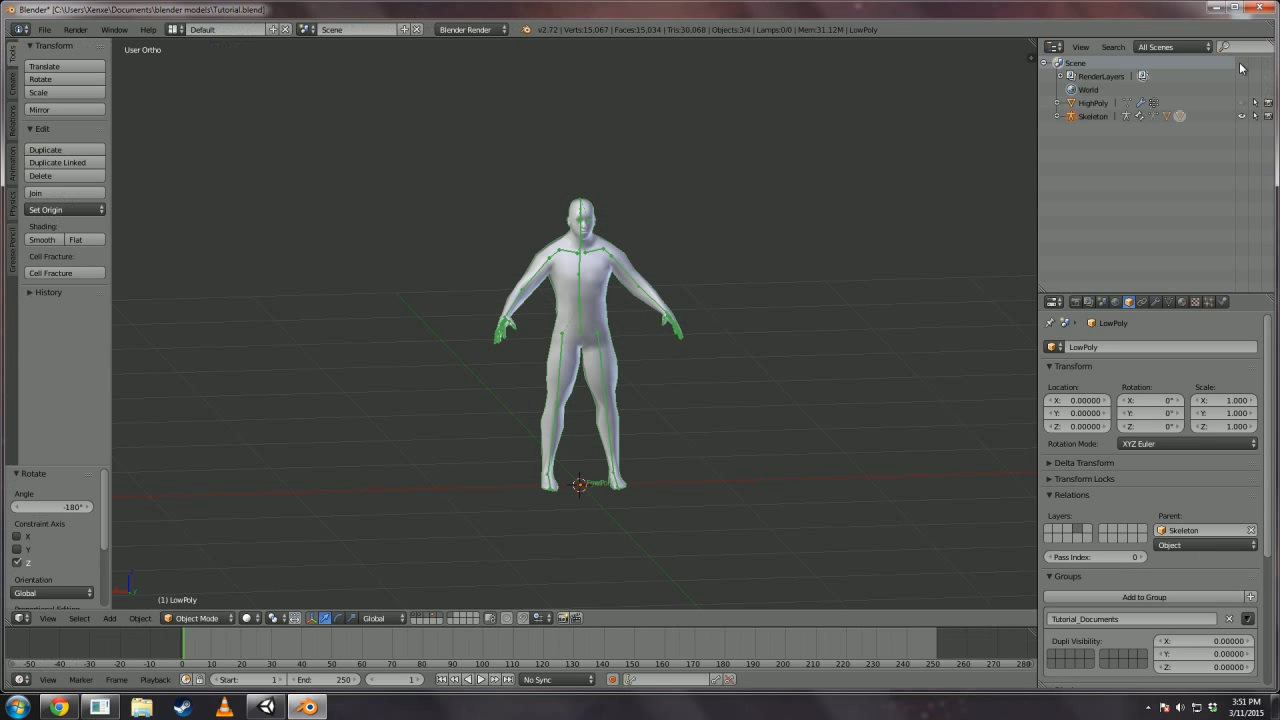 Blender* [C:\Users\Xenxe\Documents\blender models\Tutorial.blend]
File Render Window Help Default Scene Blender Render v2.72 | Verts:15,067 | Faces:15,034 | Tris:30,068 | Objects:3/4 | Lamps:0/0 | Mem:31.12M | LowPoly
Transform
Translate
Rotate
Scale
Mirror
Edit
Duplicate
Duplicate Linked
Delete
Join
Set Origin
Shading:
Smooth Flat
Cell Fracture:
Cell Fracture
History
Tools
Create
Relations
Animation
Physics
Grease Pencil
Rotate
Angle
-180°
Constraint Axis
X
Y
Z
Orientation
Global
User Ortho
(1) LowPoly
View Select Add Object Object Mode Global
View Search All Scenes
Scene
RenderLayers
World
HighPoly
Skeleton
LowPoly
LowPoly
Transform
Location: Rotation: Scale:
X: 0.00000 X: 0° X: 1.000
Y: 0.00000 Y: 0° Y: 1.000
Z: 0.00000 Z: 0° Z: 1.000
Rotation Mode: XYZ Euler
Delta Transform
Transform Locks
Relations
Layers: Parent:
Skeleton
Object
Pass Index: 0
Groups
Add to Group
Tutorial_Documents
Dupli Visibility: X: 0.00000
Y: 0.00000
Z: 0.00000
-50 -40 -30 -20 -10 0 10 20 30 40 50 60 70 80 90 100 110 120 130 140 150 160 170 180 190 200 210 220 230 240 250 260 270 280
View Marker Frame Playback Start: 1 End: 250 1 No Sync
3:51 PM
3/11/2015